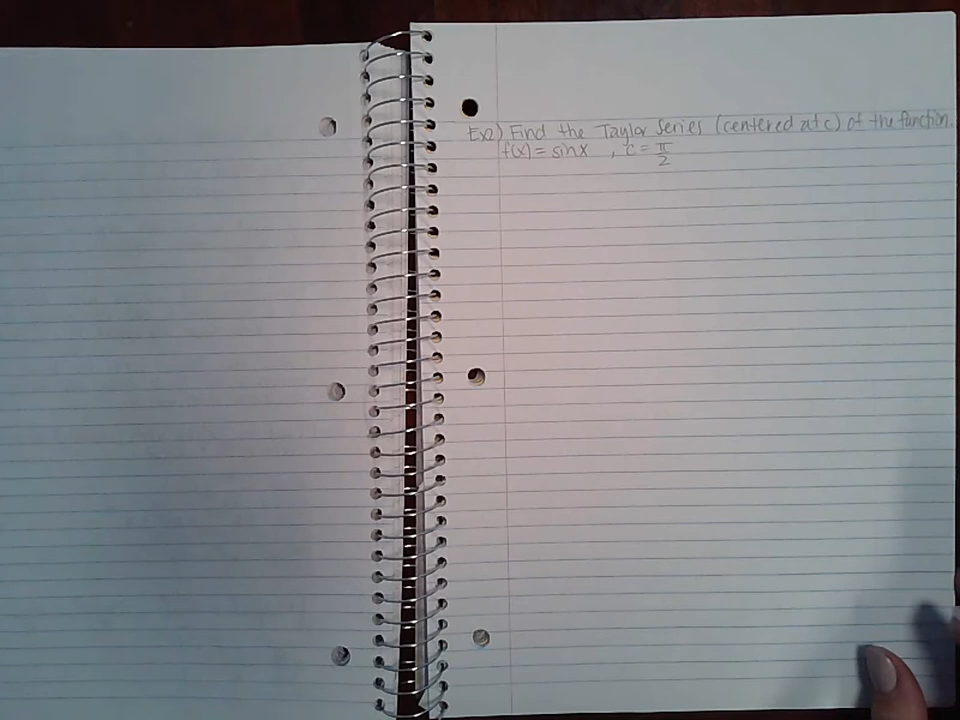 Ex2) Find the Taylor Series (centered at c) of the function.
f(x) = sinx , c = π/2